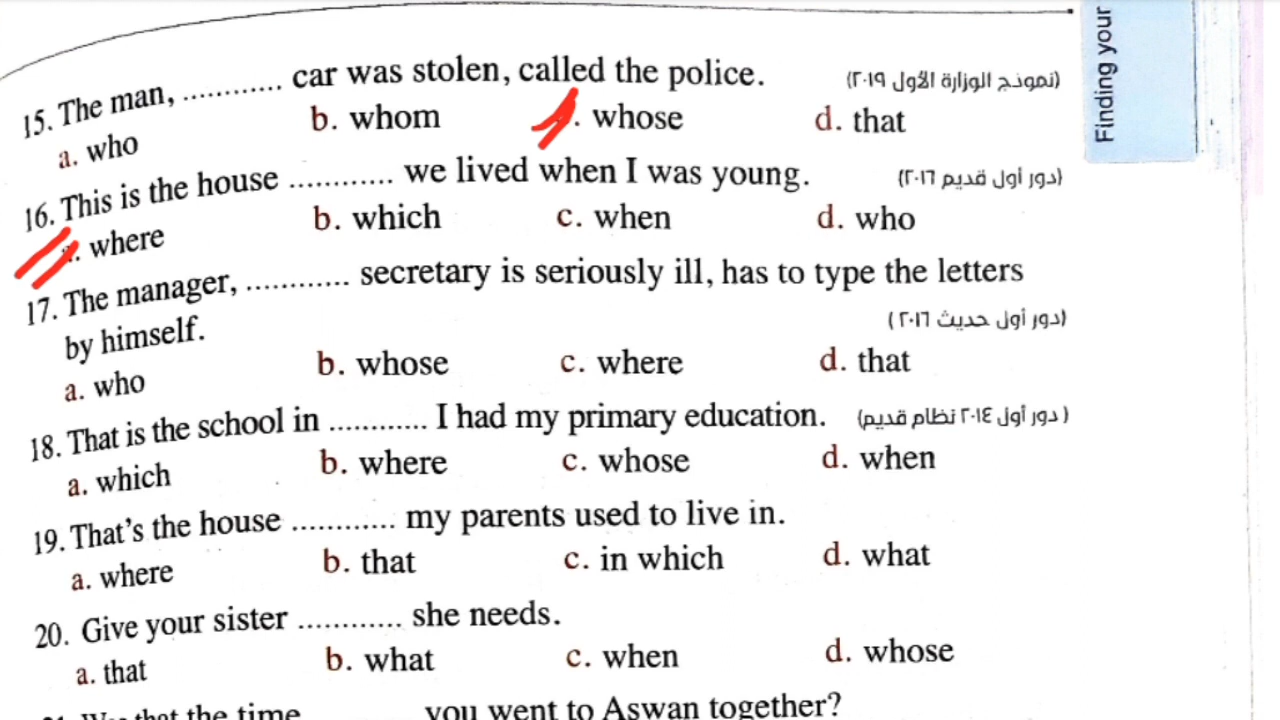 Finding your
15. The man, ............ car was stolen, called the police. (نموذج الوزارة الأول ٢٠١٩)
a. who b. whom . whose d. that
16. This is the house ............ we lived when I was young. (دور أول قديم ٢٠١٦)
. where b. which c. when d. who
17. The manager, ............ secretary is seriously ill, has to type the letters
by himself. (دور أول حديث ٢٠١٦)
a. who b. whose c. where d. that
18. That is the school in ............ I had my primary education. (دور أول ٢٠١٤ نظام قديم)
a. which b. where c. whose d. when
19. That's the house ............ my parents used to live in.
a. where b. that c. in which d. what
20. Give your sister ............ she needs.
a. that b. what c. when d. whose
that the time you went to Aswan together?